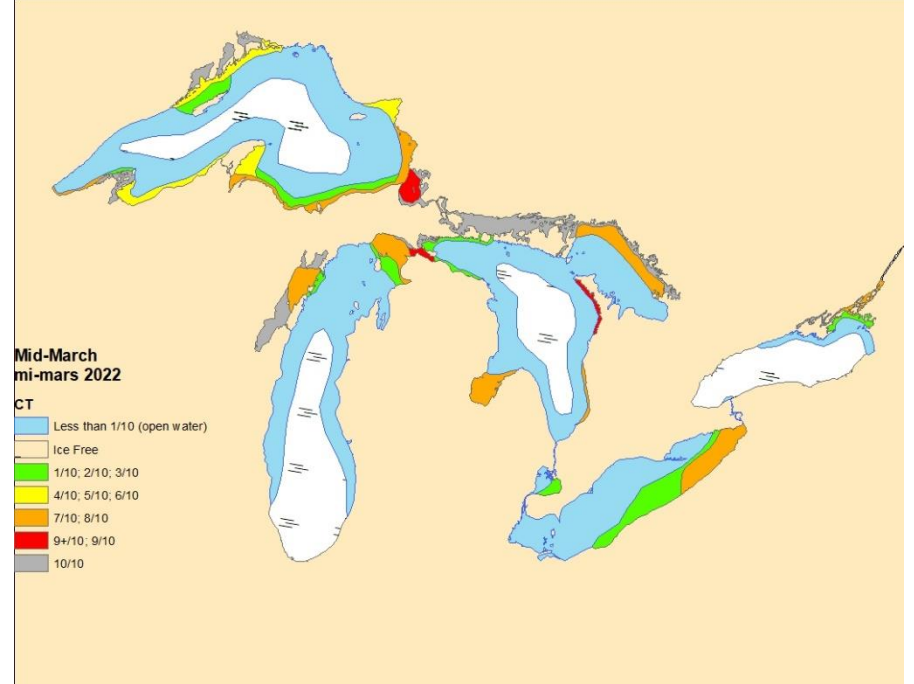 Mid-March
mi-mars 2022
CT
Less than 1/10 (open water)
Ice Free
1/10; 2/10; 3/10
4/10; 5/10; 6/10
7/10; 8/10
9+/10; 9/10
10/10